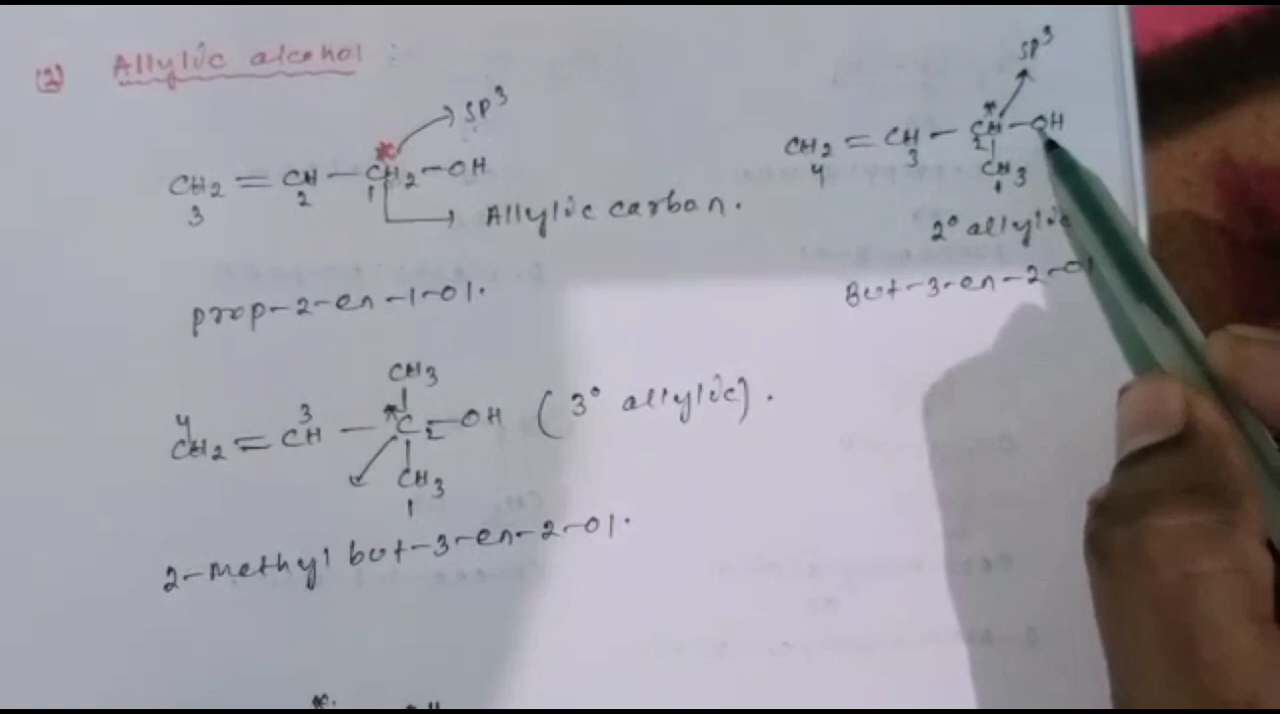 (2) Allylic alcohol :
SP3
CH2 = CH - CH2 - OH
3 2 1
*
Allylic carbon.
prop-2-en-1-ol.
SP3
*
CH2 = CH - CH - OH
4 3 2
CH3
1
2° allylic
But-3-en-2-ol
CH3
4 3 *
CH2 = CH - C - OH (3° allylic).
2
CH3
1
2-Methyl but-3-en-2-ol.
*